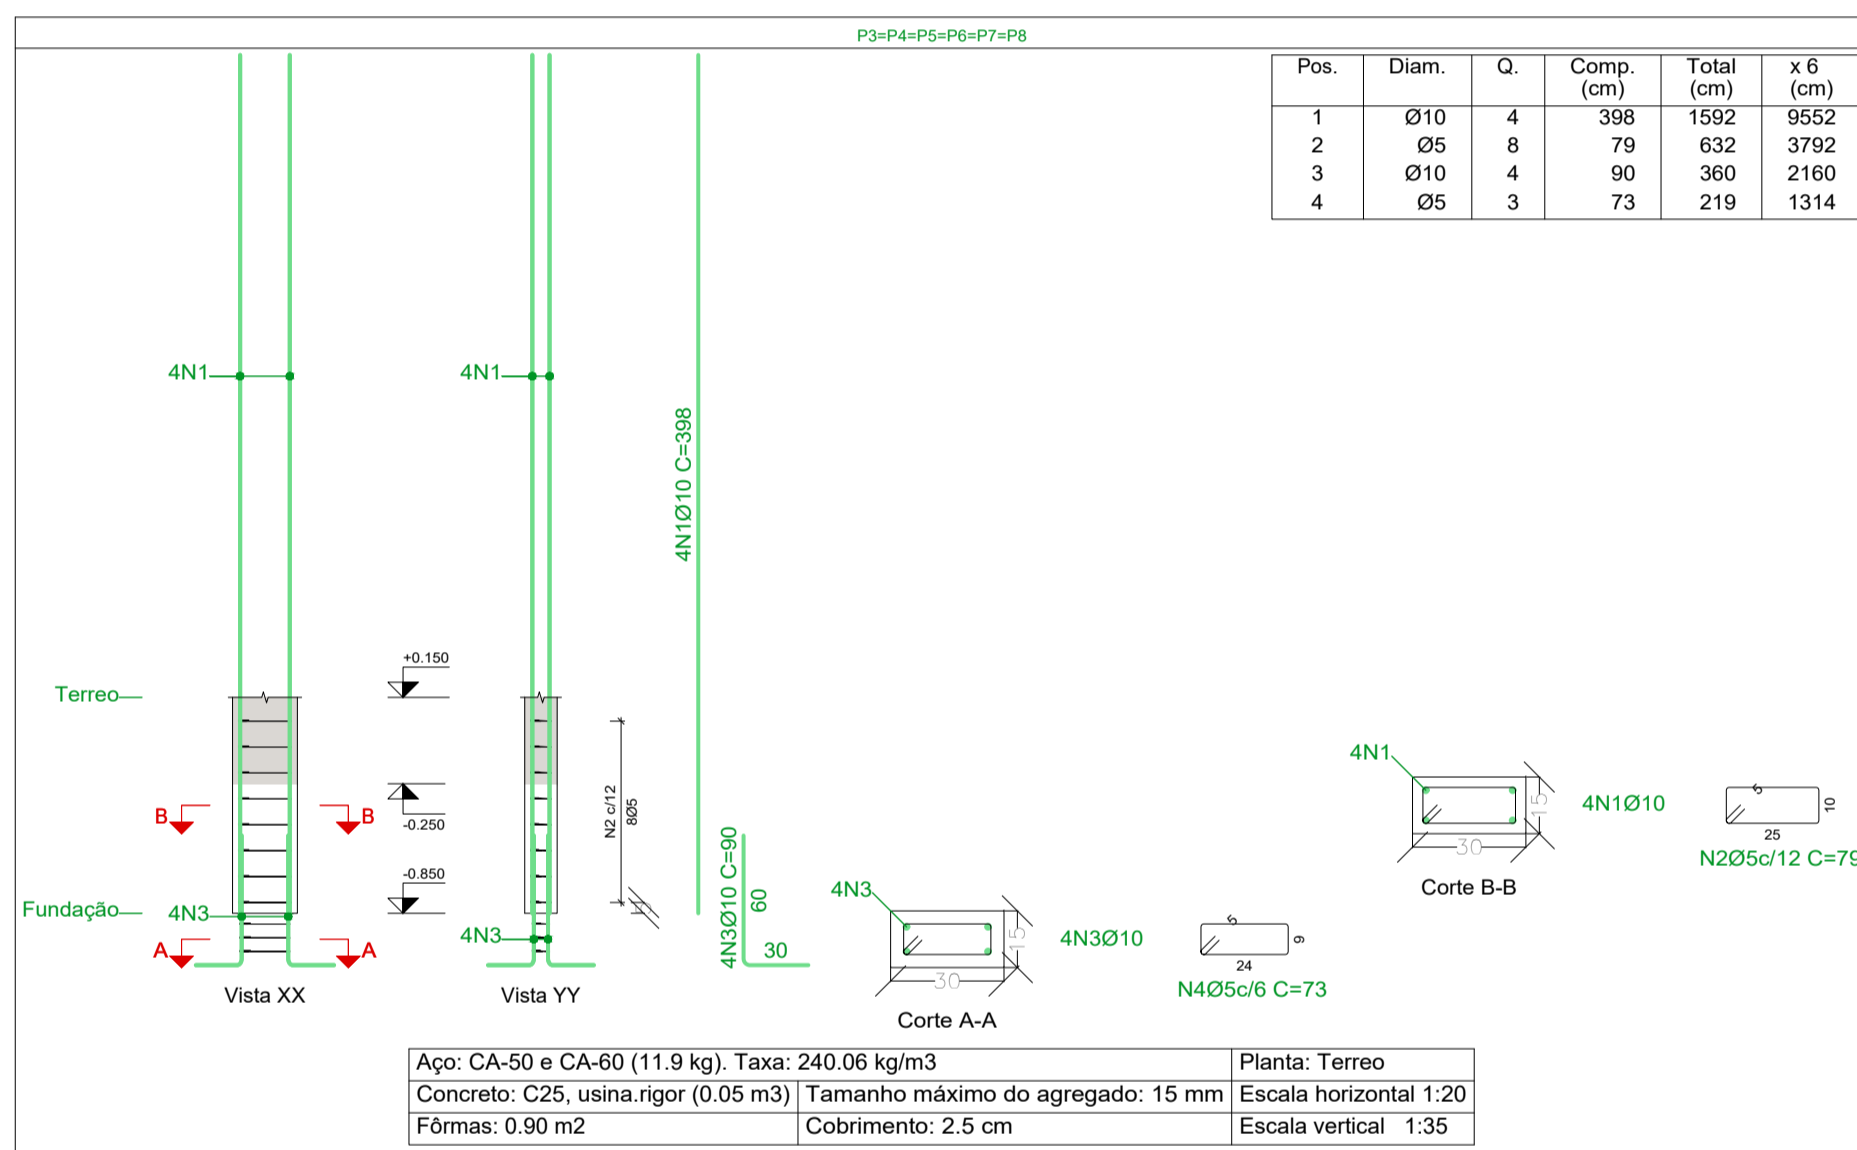 P3=P4=P5=P6=P7=P8
Pos. Diam. Q. Comp. (cm) Total (cm) x 6 (cm)
1 Ø10 4 398 1592 9552
2 Ø5 8 79 632 3792
3 Ø10 4 90 360 2160
4 Ø5 3 73 219 1314
4N1
4N1
4N1Ø10 C=398
+0.150
Terreo
B
B
-0.250
N2 c/12
8Ø5
-0.850
Fundação
4N3
4N3
A
A
Vista XX
Vista YY
4N3Ø10 C=90
60
30
4N3
15
30
4N3Ø10
5
9
24
N4Ø5c/6 C=73
Corte A-A
4N1
15
30
4N1Ø10
5
10
25
N2Ø5c/12 C=79
Corte B-B
Aço: CA-50 e CA-60 (11.9 kg). Taxa: 240.06 kg/m3
Planta: Terreo
Concreto: C25, usina.rigor (0.05 m3)
Tamanho máximo do agregado: 15 mm
Escala horizontal 1:20
Fôrmas: 0.90 m2
Cobrimento: 2.5 cm
Escala vertical 1:35